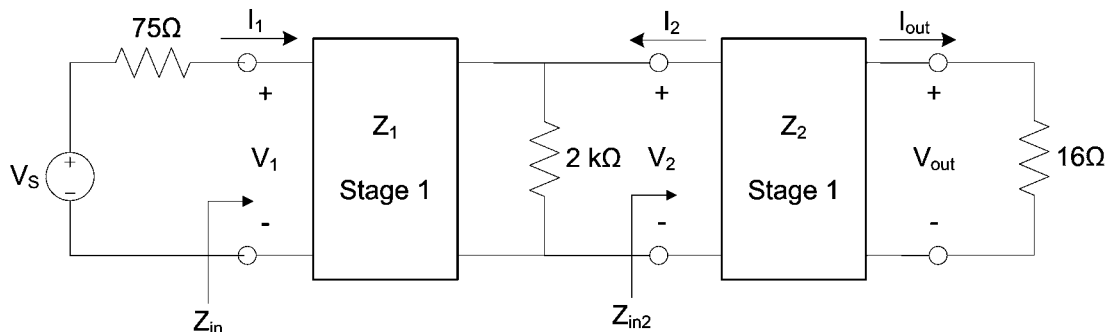 75Ω
I1
I2
Iout
+
+
+
Z1
Z2
VS
+
-
V1
2 kΩ
V2
Vout
16Ω
Stage 1
Stage 1
-
-
-
Zin
Zin2